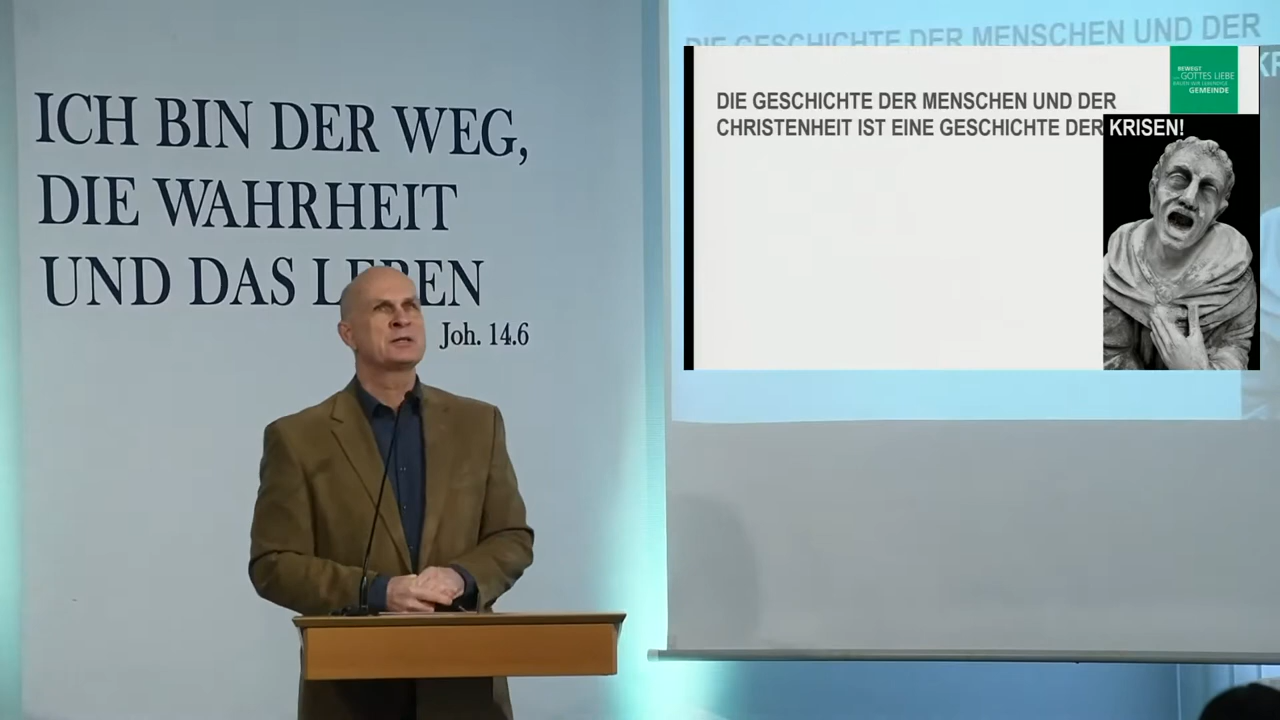 ICH BIN DER WEG,
DIE WAHRHEIT
UND DAS LEBEN
Joh. 14.6
DIE GESCHICHTE DER MENSCHEN UND DER
DIE GESCHICHTE DER MENSCHEN UND DER
CHRISTENHEIT IST EINE GESCHICHTE DER KRISEN!
BEWEGT
GOTTES LIEBE
GEMEINDE